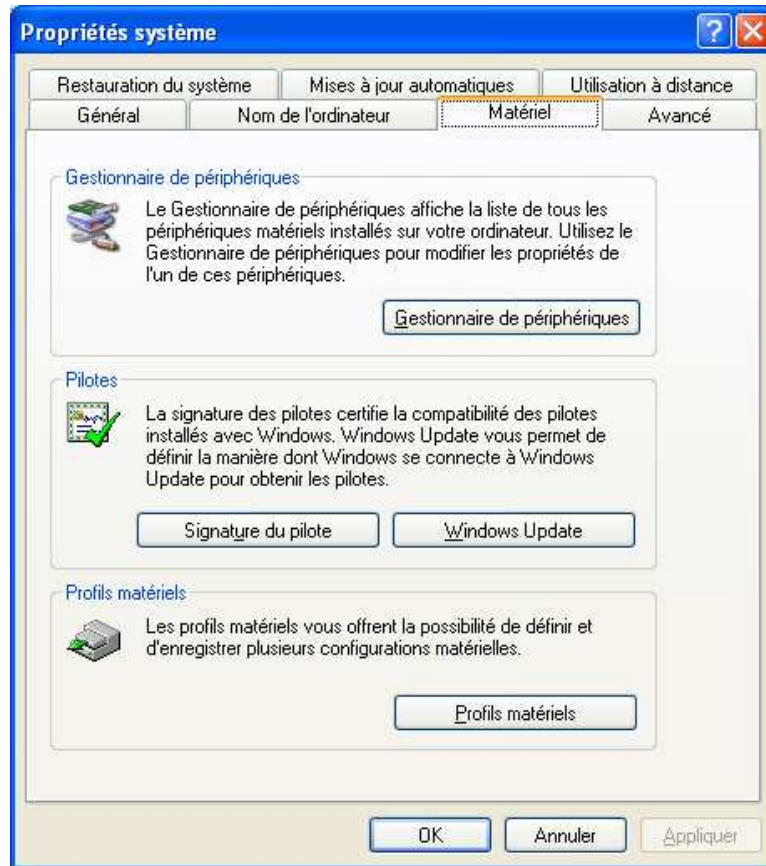 Propriétés système
Restauration du système Mises à jour automatiques Utilisation à distance
Général Nom de l'ordinateur Matériel Avancé
Gestionnaire de périphériques
Le Gestionnaire de périphériques affiche la liste de tous les
périphériques matériels installés sur votre ordinateur. Utilisez le
Gestionnaire de périphériques pour modifier les propriétés de
l'un de ces périphériques.
Gestionnaire de périphériques
Pilotes
La signature des pilotes certifie la compatibilité des pilotes
installés avec Windows. Windows Update vous permet de
définir la manière dont Windows se connecte à Windows
Update pour obtenir les pilotes.
Signature du pilote Windows Update
Profils matériels
Les profils matériels vous offrent la possibilité de définir et
d'enregistrer plusieurs configurations matérielles.
Profils matériels
OK Annuler Appliquer